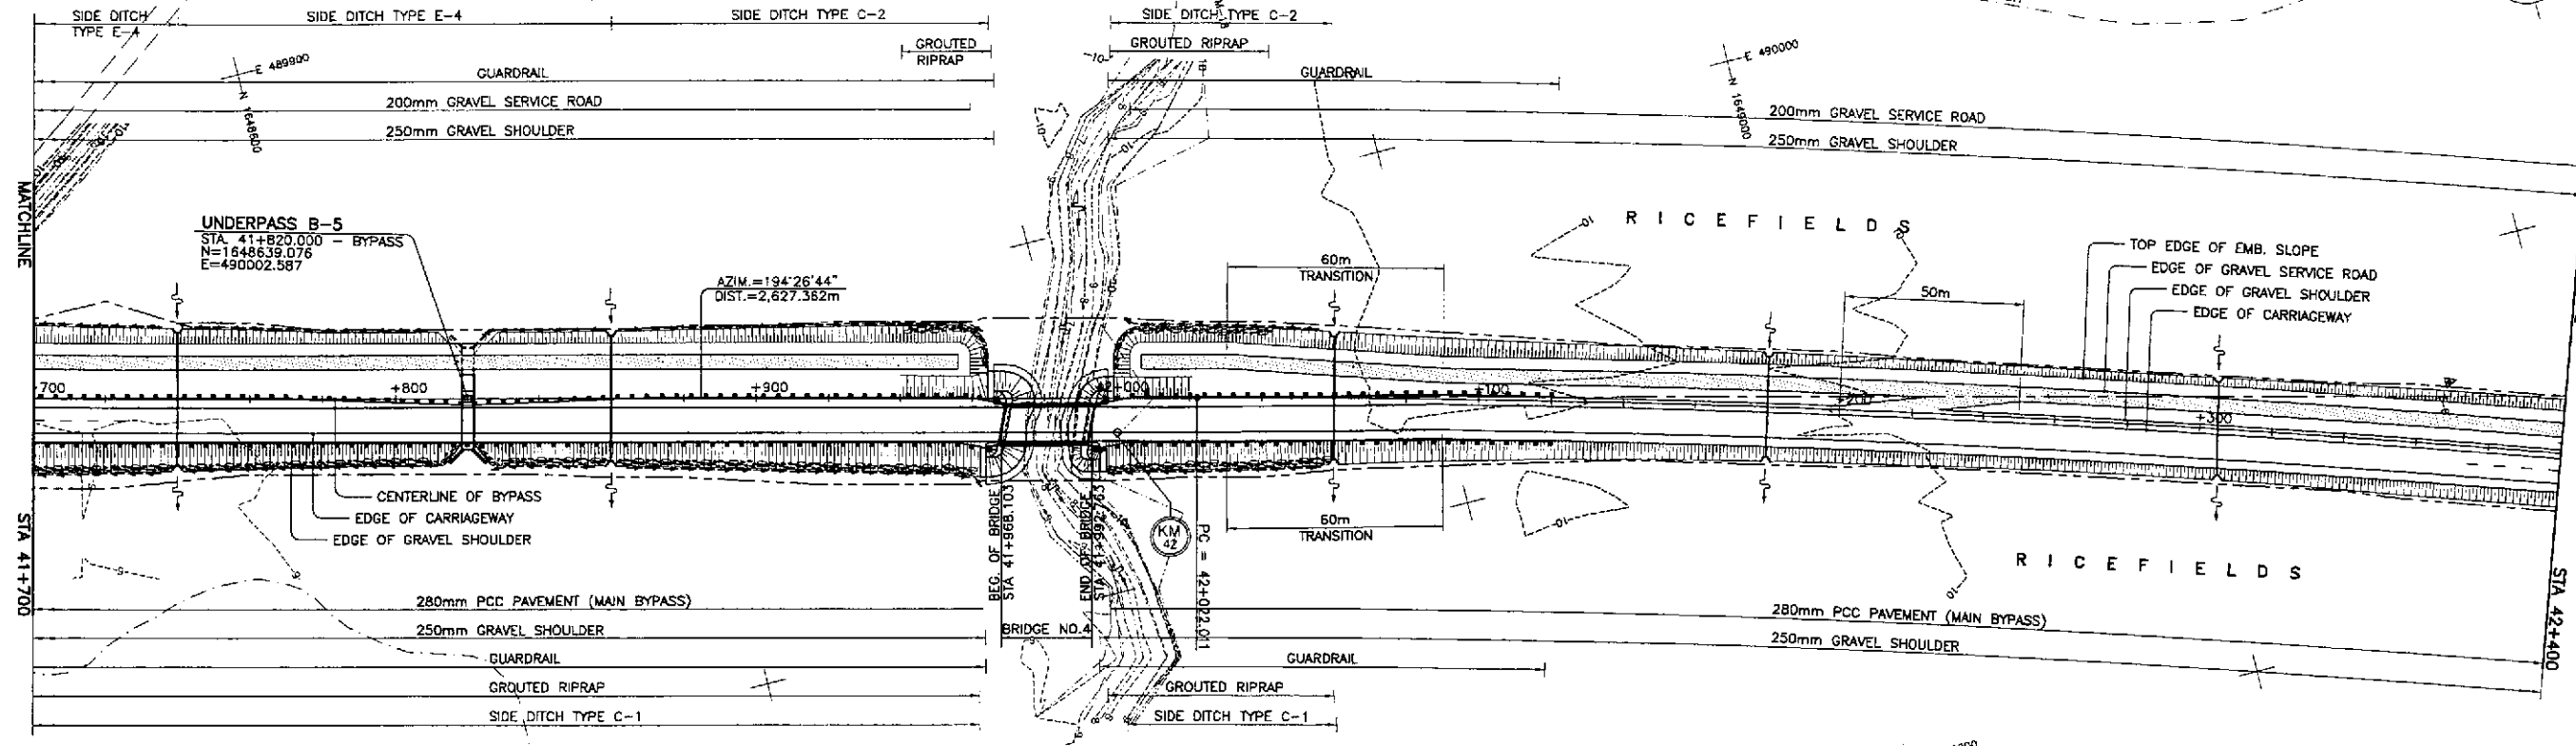 SIDE DITCH
TYPE E-4
SIDE DITCH TYPE E-4
SIDE DITCH TYPE C-2
SIDE DITCH TYPE C-2
GROUTED
RIPRAP
GROUTED RIPRAP
E 489900
N 1648600
E 490000
N 1649000
GUARDRAIL
GUARDRAIL
200mm GRAVEL SERVICE ROAD
200mm GRAVEL SERVICE ROAD
250mm GRAVEL SHOULDER
250mm GRAVEL SHOULDER
MATCHLINE
STA 41+700
UNDERPASS B-5
STA. 41+820.000 - BYPASS
N=1648639.076
E=490002.587
AZIM.=194°26'44"
DIST.=2,627.362m
60m
TRANSITION
RICEFIELDS
50m
TOP EDGE OF EMB. SLOPE
EDGE OF GRAVEL SERVICE ROAD
EDGE OF GRAVEL SHOULDER
EDGE OF CARRIAGEWAY
700
+800
+900
42+000
+100
+200
+300
CENTERLINE OF BYPASS
EDGE OF CARRIAGEWAY
EDGE OF GRAVEL SHOULDER
BEG. OF BRIDGE
STA 41+968.103
END OF BRIDGE
STA 41+992.763
KM
42
PC = 42+022.011
60m
TRANSITION
RICEFIELDS
STA 42+400
280mm PCC PAVEMENT (MAIN BYPASS)
280mm PCC PAVEMENT (MAIN BYPASS)
250mm GRAVEL SHOULDER
BRIDGE NO.4
250mm GRAVEL SHOULDER
GUARDRAIL
GUARDRAIL
GROUTED RIPRAP
GROUTED RIPRAP
SIDE DITCH TYPE C-1
SIDE DITCH TYPE C-1